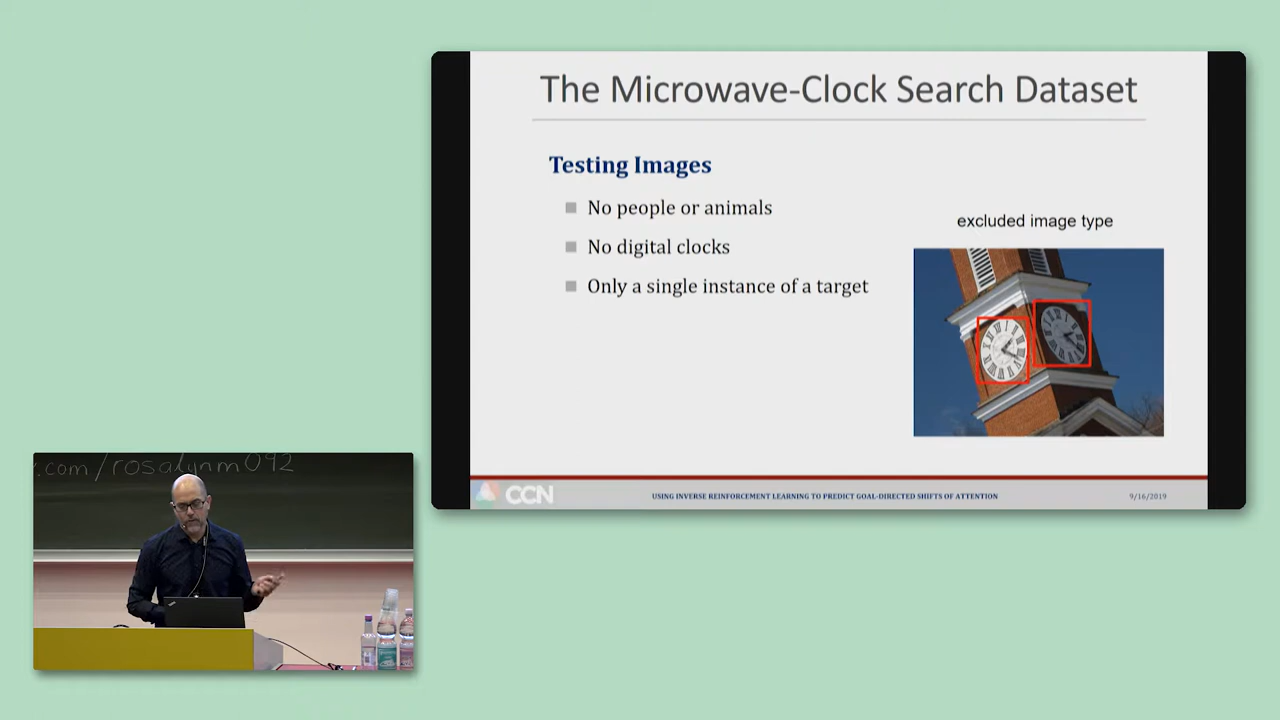 The Microwave-Clock Search Dataset
Testing Images
No people or animals
No digital clocks
Only a single instance of a target
excluded image type
CCN
USING INVERSE REINFORCEMENT LEARNING TO PREDICT GOAL-DIRECTED SHIFTS OF ATTENTION
9/16/2019
.com/rosalynm092